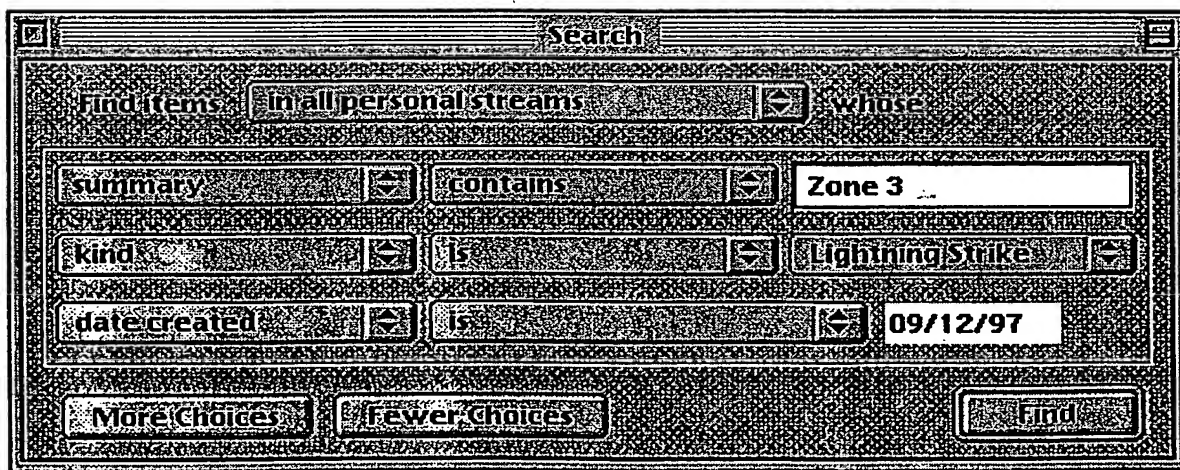 Search
Find items in all personal streams whose
summary contains Zone 3
kind is Lightning Strike
date created is 09/12/97
More Choices Fewer Choices Find